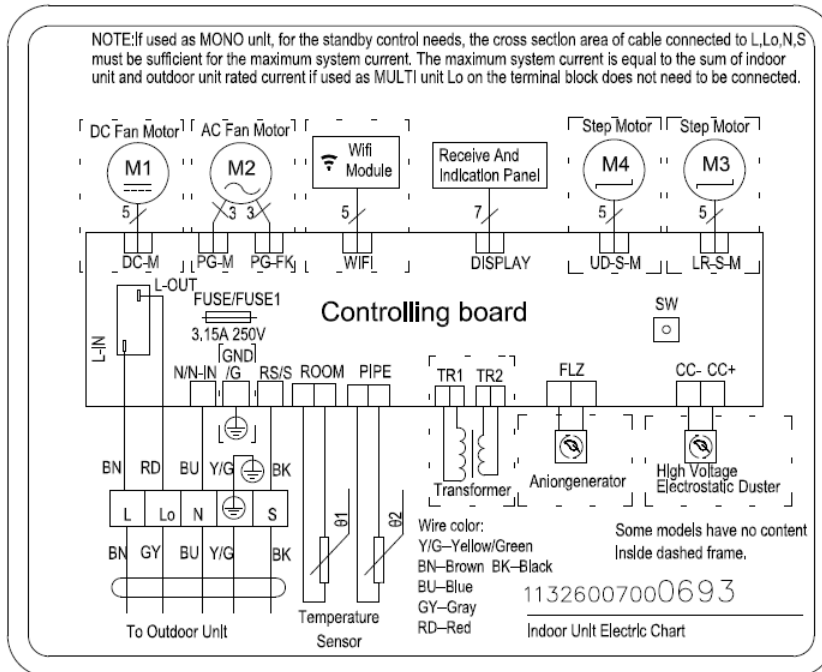 NOTE:If used as MONO unit, for the standby control needs, the cross section area of cable connected to L,Lo,N,S
must be sufficient for the maximum system current. The maximum system current is equal to the sum of indoor
unit and outdoor unit rated current if used as MULTI unit Lo on the terminal block does not need to be connected.
DC Fan Motor
AC Fan Motor
Step Motor
Step Motor
M1
M2
Wifi
Module
Receive And
Indication Panel
M4
M3
5
3
3
5
7
5
5
DC-M
PG-M
PG-FK
WIFI
DISPLAY
UD-S-M
LR-S-M
L-OUT
L-IN
FUSE/FUSE1
3,15A 250V
Controlling board
SW
[GND]
N/N-IN
/G
RS/S
ROOM
PIPE
TR1
TR2
FLZ
CC-
CC+
BN
RD
BU
Y/G
BK
L
Lo
N
S
BN
GY
BU
Y/G
BK
θ1
θ2
To Outdoor Unit
Temperature
Sensor
Transformer
Aniongenerator
High Voltage
Electrostatic Duster
Wire color:
Y/G–Yellow/Green
BN–Brown BK–Black
BU–Blue
GY–Gray
RD–Red
Some models have no content
inside dashed frame.
11326007000693
Indoor Unit Electric Chart